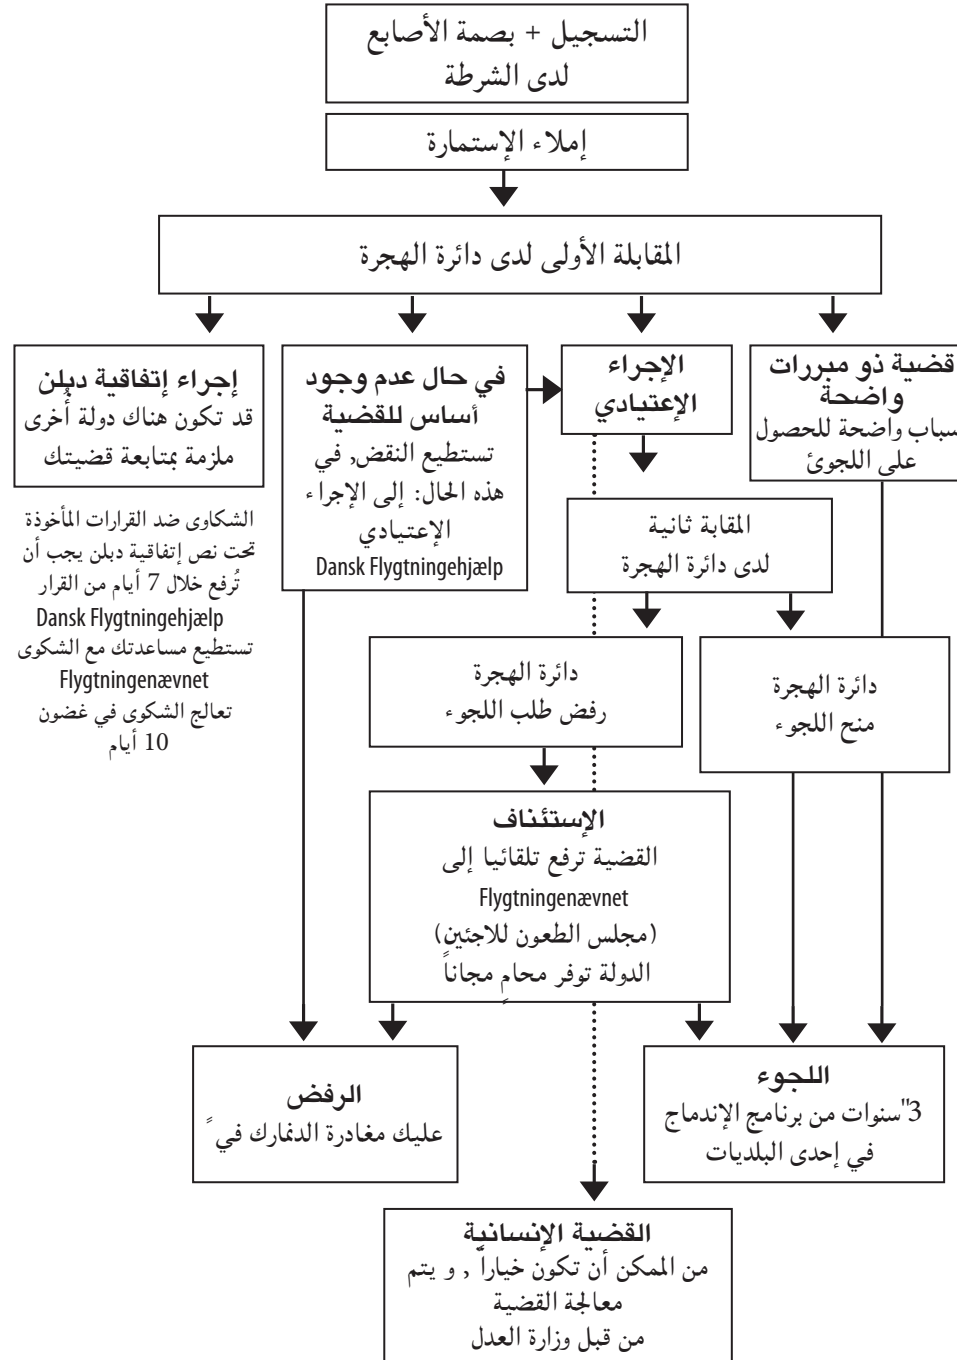 التسجيل + بصمة الأصابع
لدى الشرطة
إملاء الإستمارة
المقابلة الأولى لدى دائرة الهجرة
قضية ذو مبررات
واضحة
سباب واضحة للحصول
على اللجوئ
الإجراء
الإعتيادي
في حال عدم وجود
أساس للقضية
تستطيع النقض, في
هذه الحال: إلى الإجراء
الإعتيادي
Dansk Flygtningehjælp
إجراء إتفاقية دبلن
قد تكون هناك دولة أُخرى
ملزمة بمتابعة قضيتك
الشكاوى ضد القرارات المأخوذة
تحت نص إتفاقية دبلن يجب أن
تُرفع خلال 7 أيام من القرار
Dansk Flygtningehjælp
تستطيع مساعدتك مع الشكوى
Flygtningenævnet
تعالج الشكوى في غضون
10 أيام
المقابة ثانية
لدى دائرة الهجرة
دائرة الهجرة
منح اللجوء
دائرة الهجرة
رفض طلب اللجوء
الإستئناف
القضية ترفع تلقائيا إلى
Flygtningenævnet
(مجلس الطعون للاجئين)
الدولة توفر محامٍ مجاناً
اللجوء
3"سنوات من برنامج الإندماج
في إحدى البلديات
الرفض
عليك مغادرة الدنمارك في ً
القضية الإنسانية
من الممكن أن تكون خياراً , و يتم
معالجة القضية
من قبل وزارة العدل